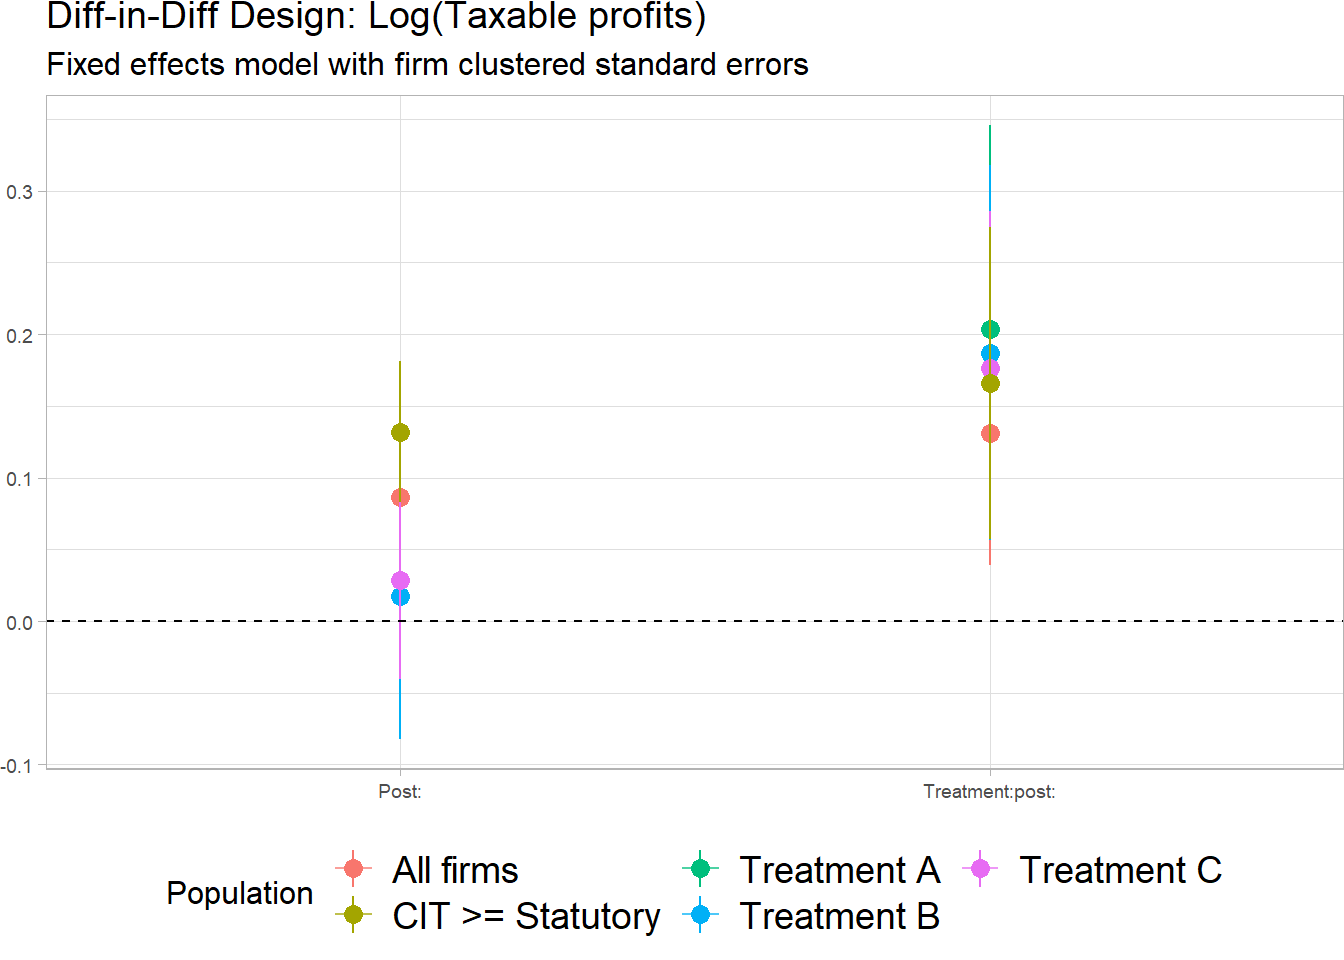 Diff-in-Diff Design: Log(Taxable profits)
Fixed effects model with firm clustered standard errors
0.3
0.2
0.1
0.0
-0.1
Post:
Treatment:post:
Population
All firms
CIT >= Statutory
Treatment A
Treatment B
Treatment C